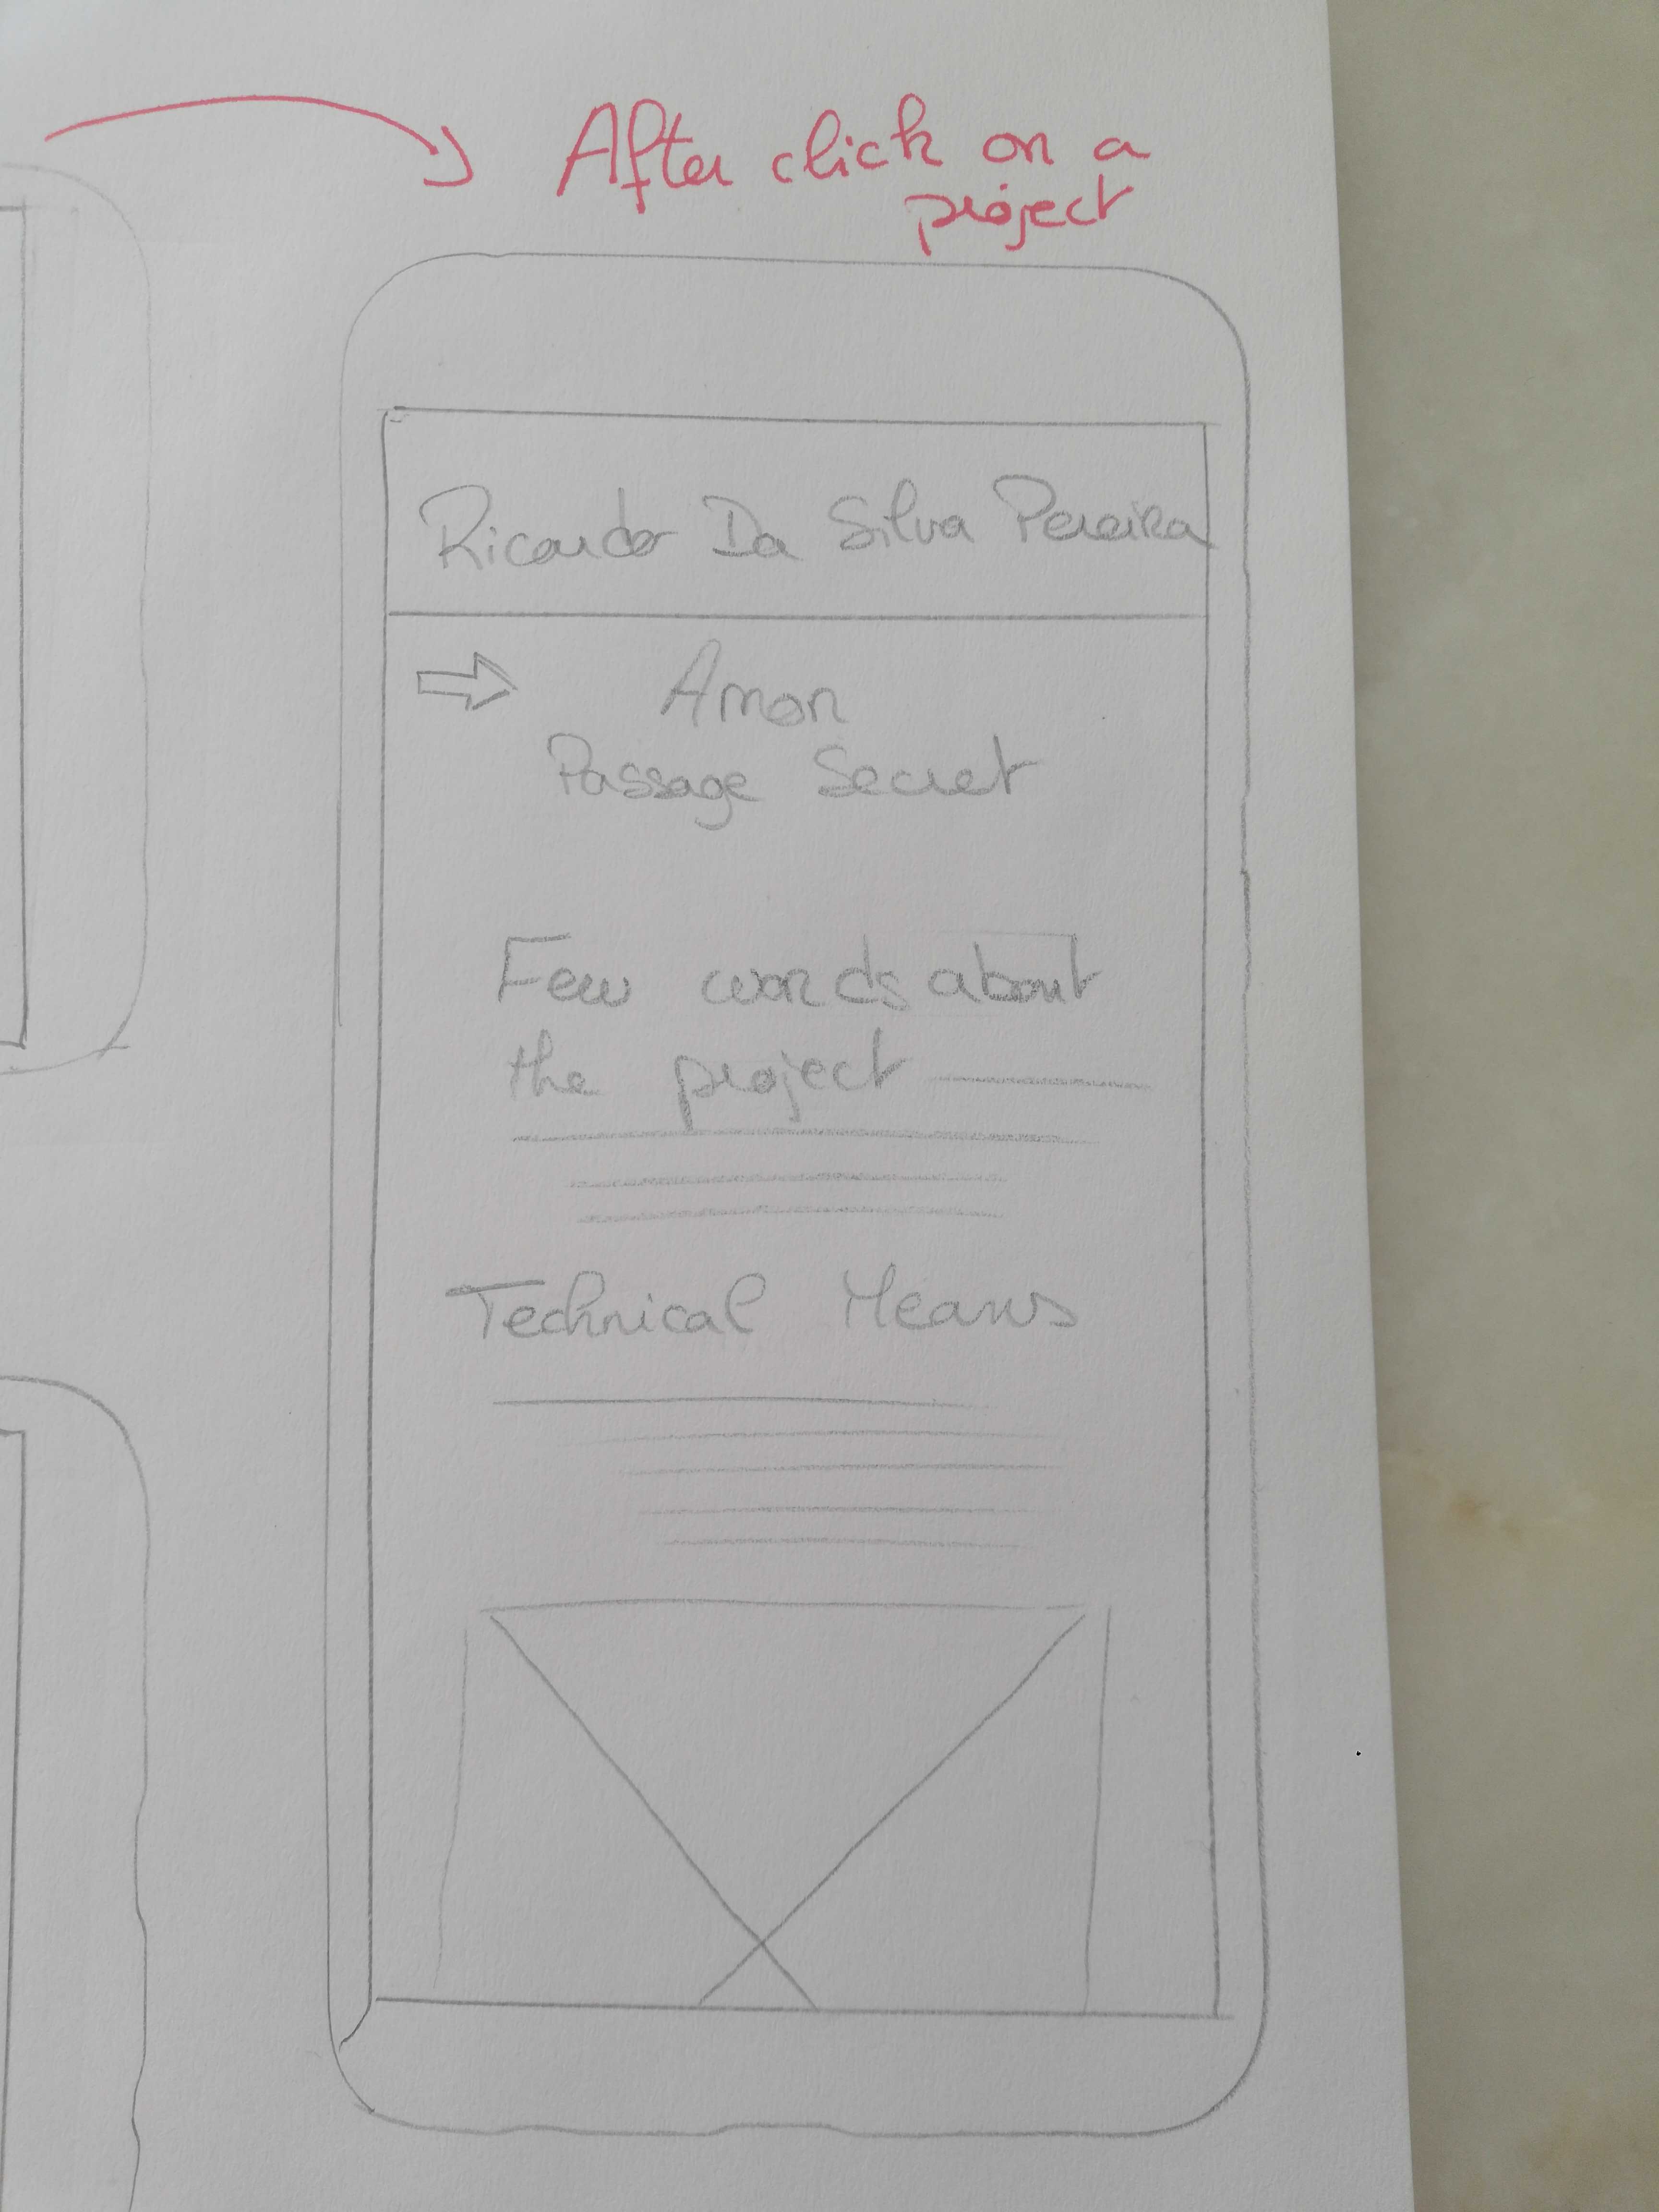 After click on a
project
Ricardo Da Silva Pereira
Amon
Passage Secret
Few words about
the project
Technical Means